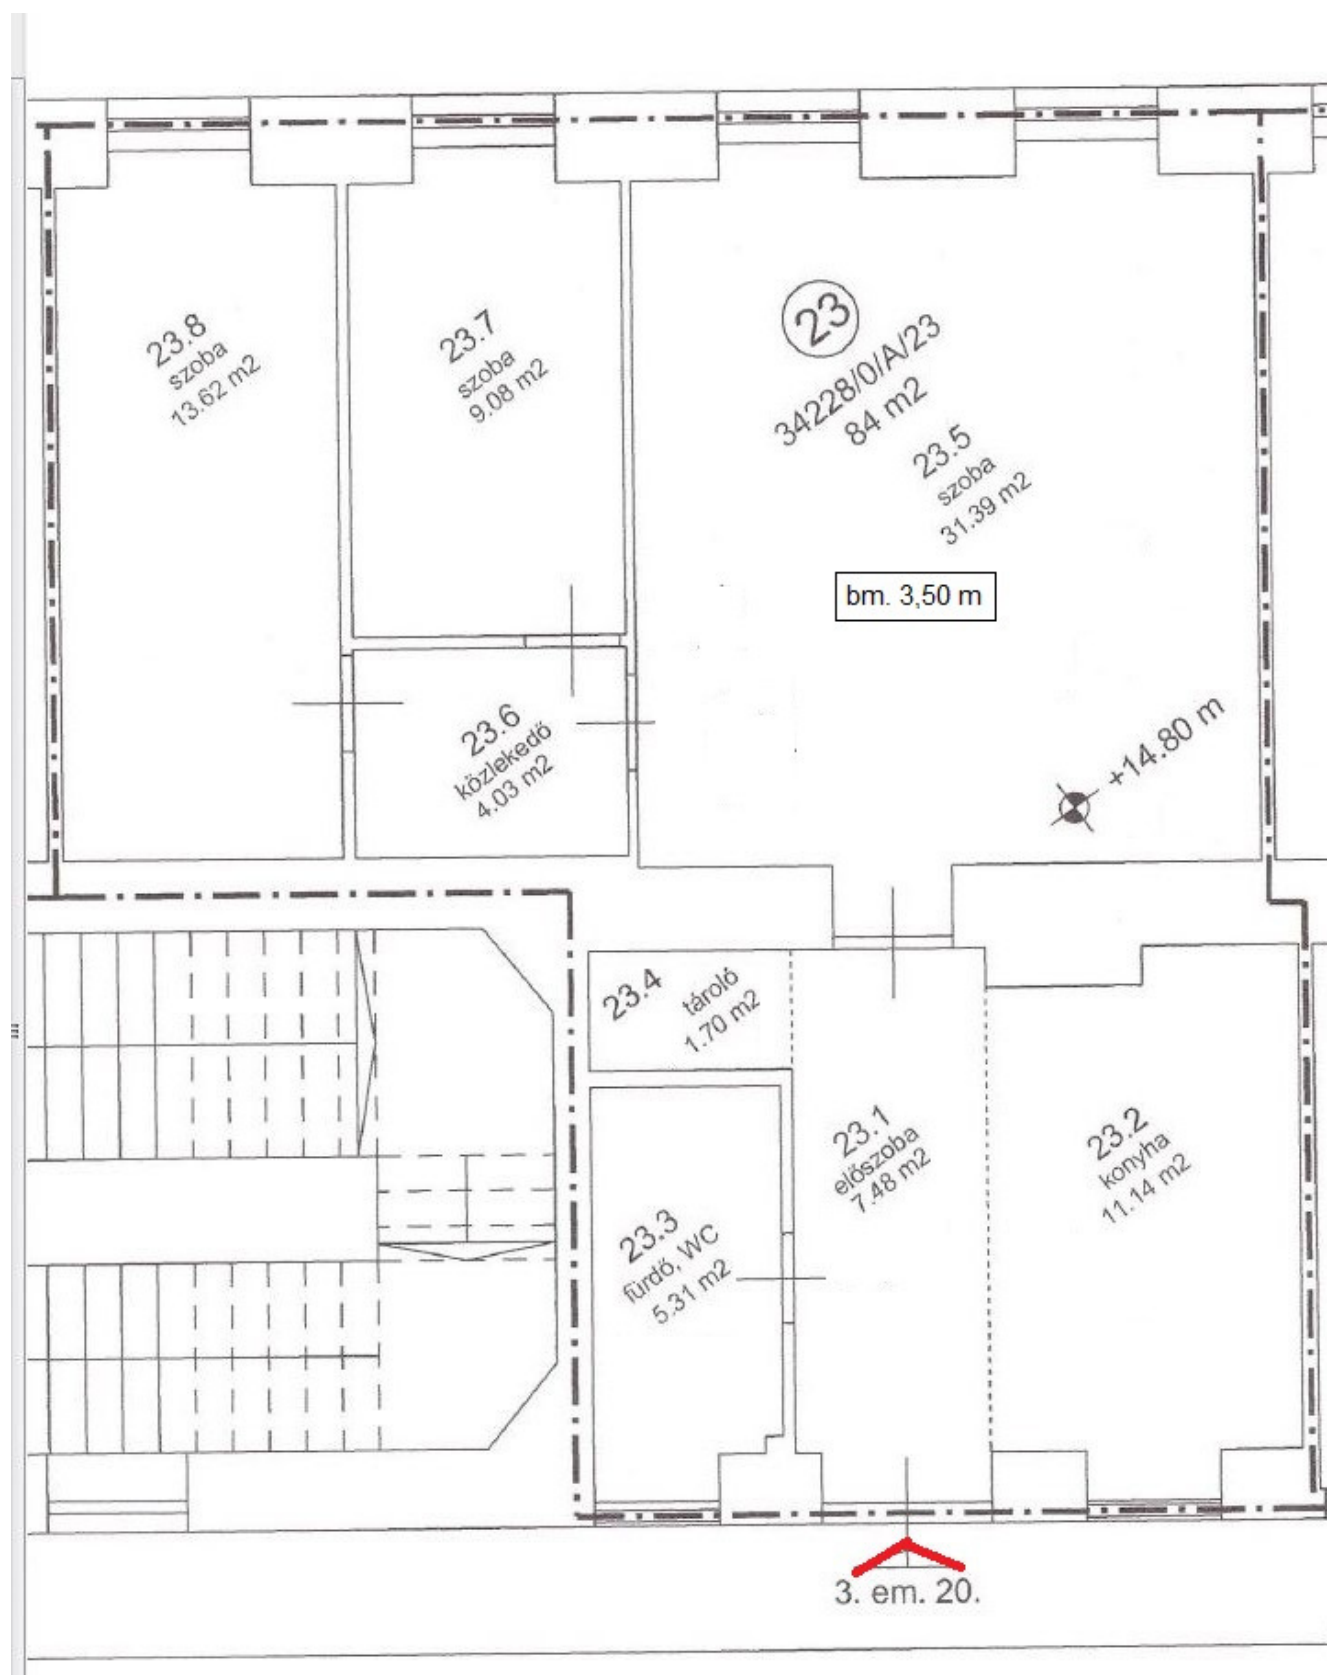 23.8
szoba
13.62 m2
23.7
szoba
9.08 m2
23
34228/0/A/23
84 m2
23.5
szoba
31.39 m2
bm. 3,50 m
23.6
közlekedő
4.03 m2
+14.80 m
23.4
tároló
1.70 m2
23.1
előszoba
7.48 m2
23.2
konyha
11.14 m2
23.3
fürdő, WC
5.31 m2
3. em. 20.